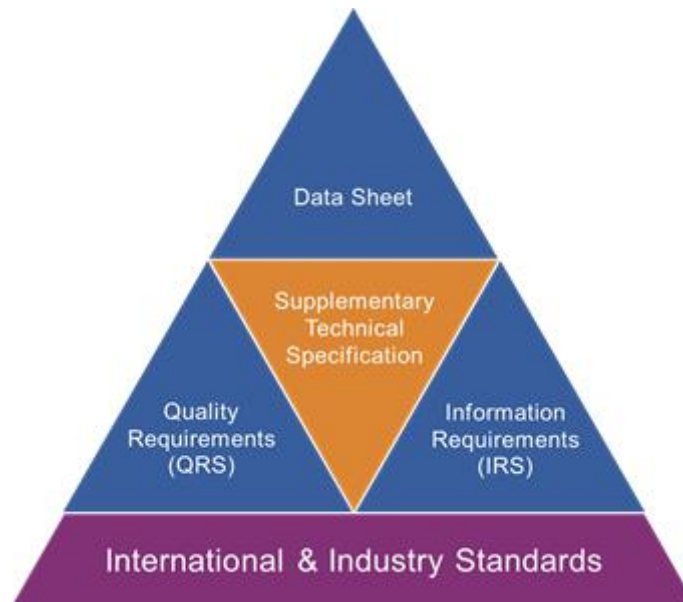 Data Sheet
Supplementary
Technical
Specification
Quality
Requirements
(QRS)
Information
Requirements
(IRS)
International & Industry Standards